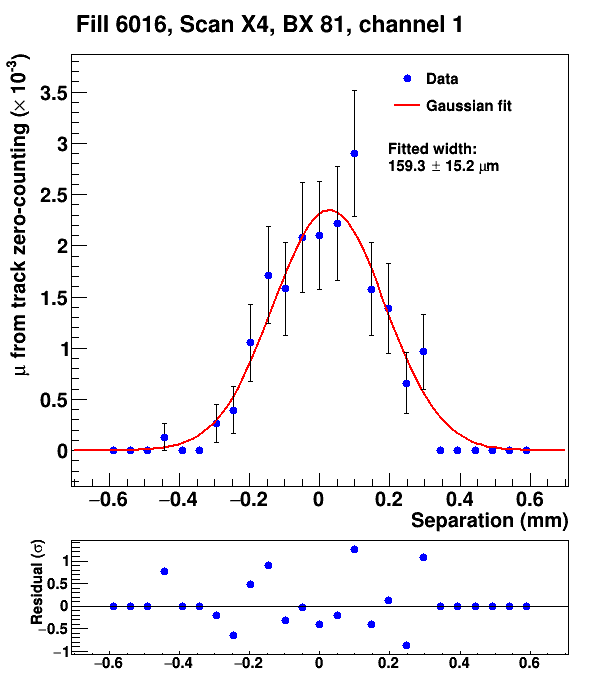 Fill 6016, Scan X4, BX 81, channel 1
μ from track zero-counting (× 10⁻³)
Data
Gaussian fit
Fitted width:
159.3 ± 15.2 μm
3.5
3
2.5
2
1.5
1
0.5
0
−0.6 −0.4 −0.2 0 0.2 0.4 0.6
Separation (mm)
Residual (σ)
1
0.5
0
−0.5
−1
−0.6 −0.4 −0.2 0 0.2 0.4 0.6